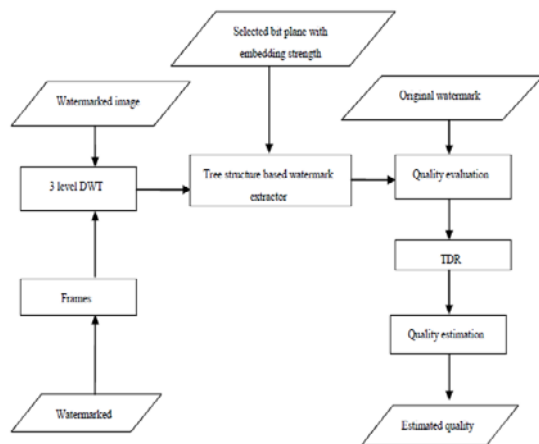 Selected bit plane with
embedding strength
Watermarked image
Original watermark
3 level DWT
Tree structure based watermark
extractor
Quality evaluation
TDR
Frames
Quality estimation
Watermarked
Estimated quality